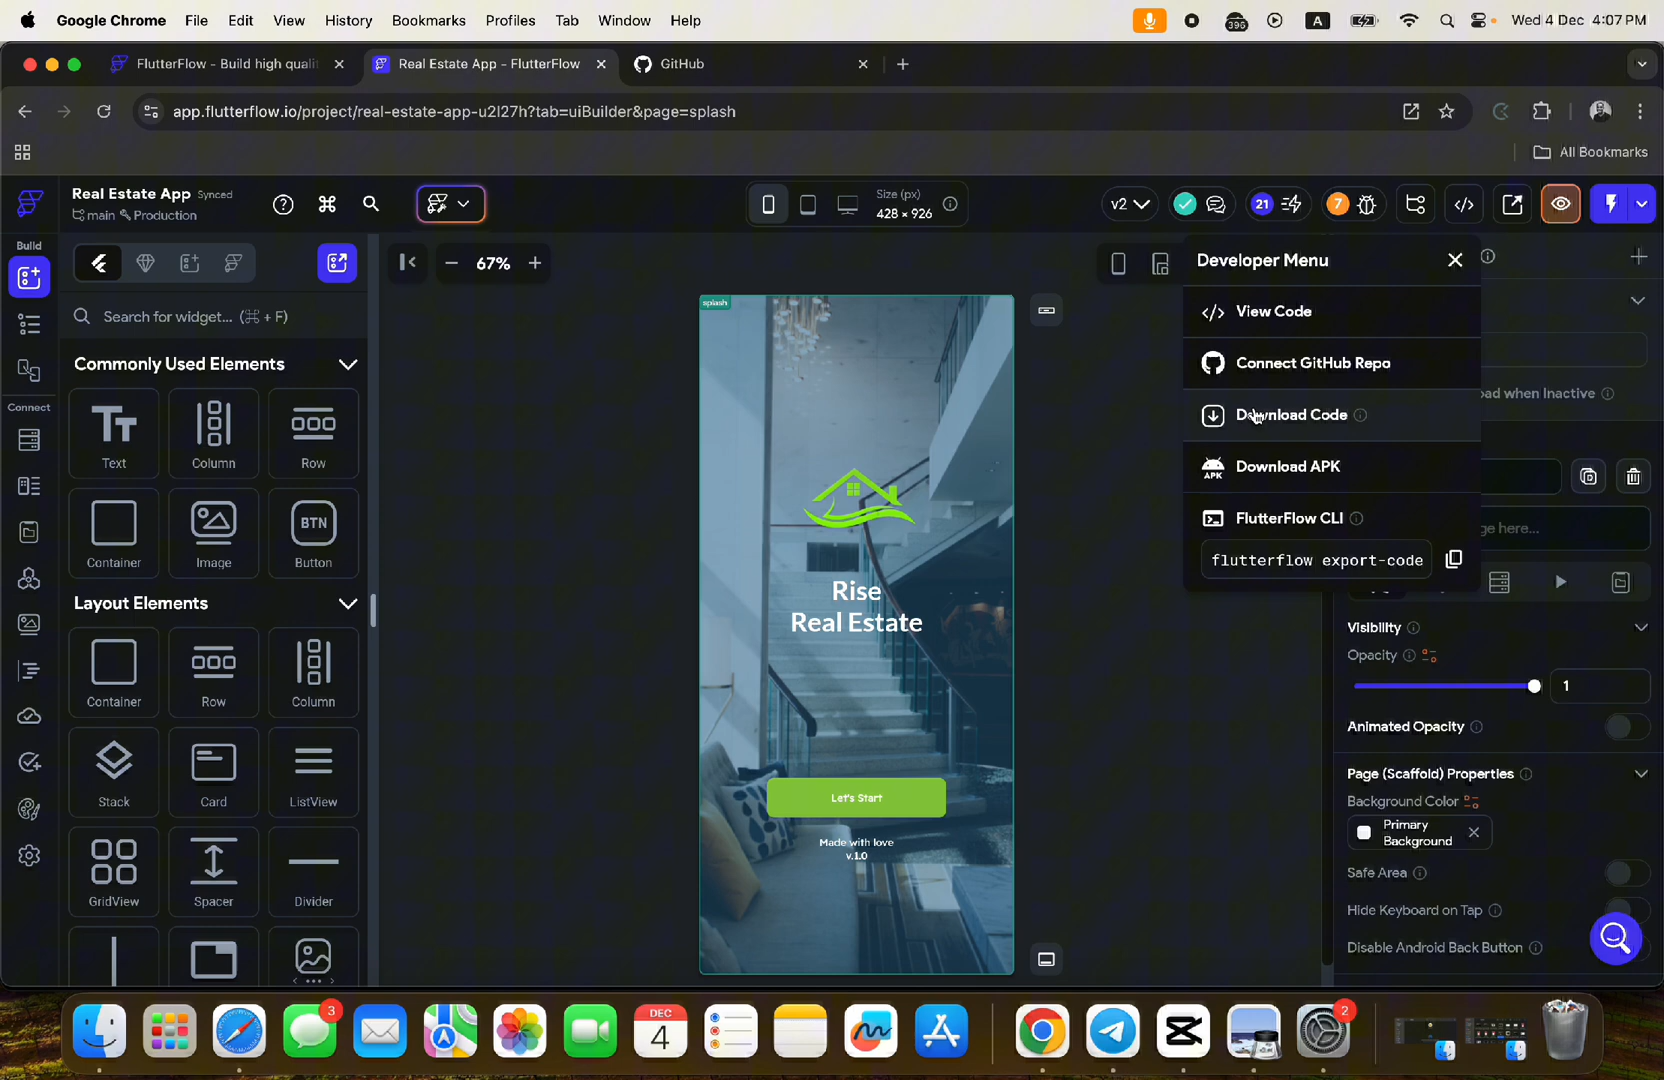 Google Chrome File Edit View History Bookmarks Profiles Tab Window Help
396 A Wed 4 Dec 4:07 PM
FlutterFlow - Build high quali
Real Estate App - FlutterFlow
GitHub
app.flutterflow.io/project/real-estate-app-u2l27h?tab=uiBuilder&page=splash
All Bookmarks
Real Estate App Synced
main Production
Size (px)
428 × 926
v2
21
7
Build
67%
Search for widget... (⌘ + F)
Commonly Used Elements
Text
Column
Row
Container
Image
BTN
Button
Layout Elements
Container
Row
Column
Stack
Card
ListView
GridView
Spacer
Divider
Connect
splash
Rise
Real Estate
Let's Start
Made with love
v.1.0
Developer Menu
View Code
Connect GitHub Repo
Download Code
APK
Download APK
FlutterFlow CLI
flutterflow export-code
oad when Inactive
ge here...
Visibility
Opacity
1
Animated Opacity
Page (Scaffold) Properties
Background Color
Primary
Background
Safe Area
Hide Keyboard on Tap
Disable Android Back Button
3
DEC
4
2